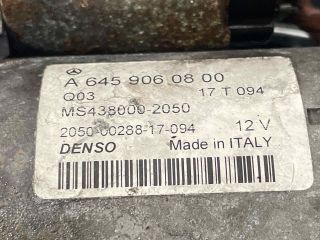 A 645 906 08 00
Q03 17 T 094
MS438000-2050
2050-00288-17-094 12 V
DENSO Made in ITALY